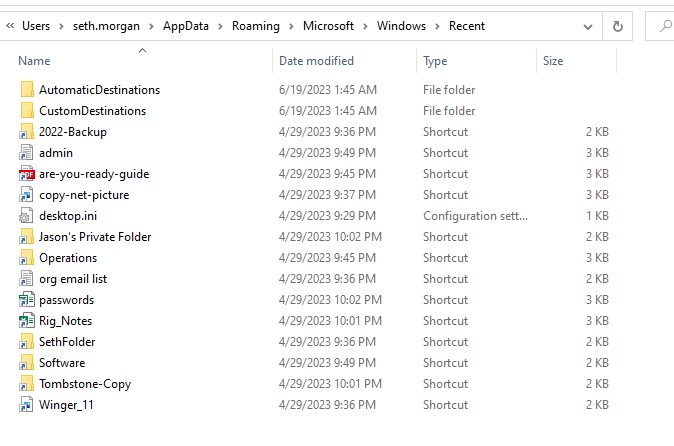 « Users › seth.morgan › AppData › Roaming › Microsoft › Windows › Recent
Name Date modified Type Size
AutomaticDestinations 6/19/2023 1:45 AM File folder
CustomDestinations 6/19/2023 1:45 AM File folder
2022-Backup 4/29/2023 9:36 PM Shortcut 2 KB
admin 4/29/2023 9:49 PM Shortcut 3 KB
PDF are-you-ready-guide 4/29/2023 9:45 PM Shortcut 3 KB
copy-net-picture 4/29/2023 9:37 PM Shortcut 3 KB
desktop.ini 4/29/2023 9:29 PM Configuration sett... 1 KB
Jason's Private Folder 4/29/2023 10:02 PM Shortcut 2 KB
Operations 4/29/2023 9:45 PM Shortcut 3 KB
org email list 4/29/2023 9:36 PM Shortcut 2 KB
passwords 4/29/2023 10:02 PM Shortcut 3 KB
Rig_Notes 4/29/2023 10:01 PM Shortcut 3 KB
SethFolder 4/29/2023 9:36 PM Shortcut 2 KB
Software 4/29/2023 9:49 PM Shortcut 2 KB
Tombstone-Copy 4/29/2023 10:01 PM Shortcut 2 KB
Winger_11 4/29/2023 9:36 PM Shortcut 2 KB